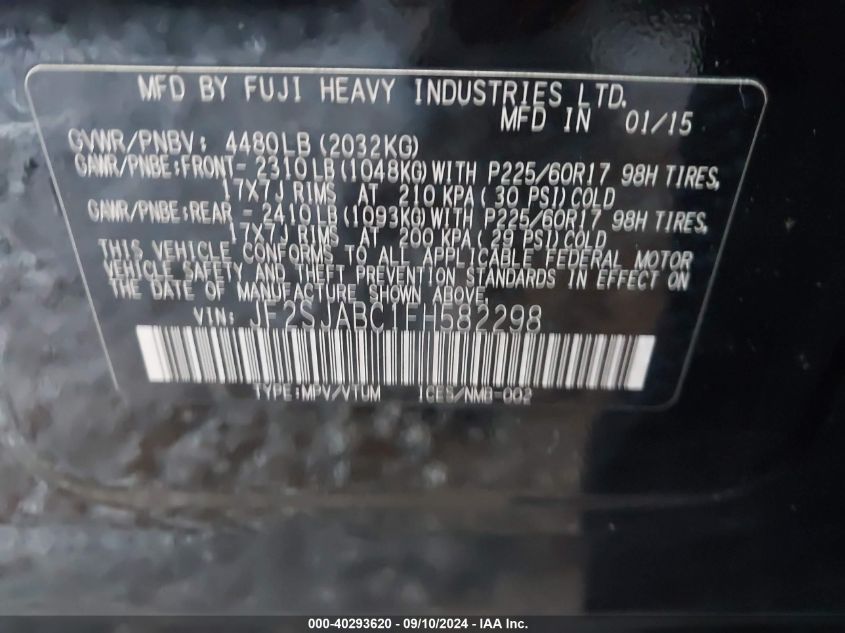 MFD BY FUJI HEAVY INDUSTRIES LTD.
MFD IN 01/15
GVWR/PNBV: 4480LB (2032KG)
GAWR/PNBE:FRONT- 2310LB (1048KG) WITH P225/60R17 98H TIRES,
17X7J RIMS AT 210 KPA( 30 PSI)COLD
GAWR/PNBE:REAR - 2410LB (1093KG) WITH P225/60R17 98H TIRES,
17X7J RIMS AT 200 KPA( 29 PSI)COLD
THIS VEHICLE CONFORMS TO ALL APPLICABLE FEDERAL MOTOR
VEHICLE SAFETY AND THEFT PREVENTION STANDARDS IN EFFECT ON
THE DATE OF MANUFACTURE SHOWN ABOVE.
VIN: JF2SJABC1FH582298
TYPE:MPV/VTUM ICES/NMB-002
000-40293620 - 09/10/2024 - IAA Inc.